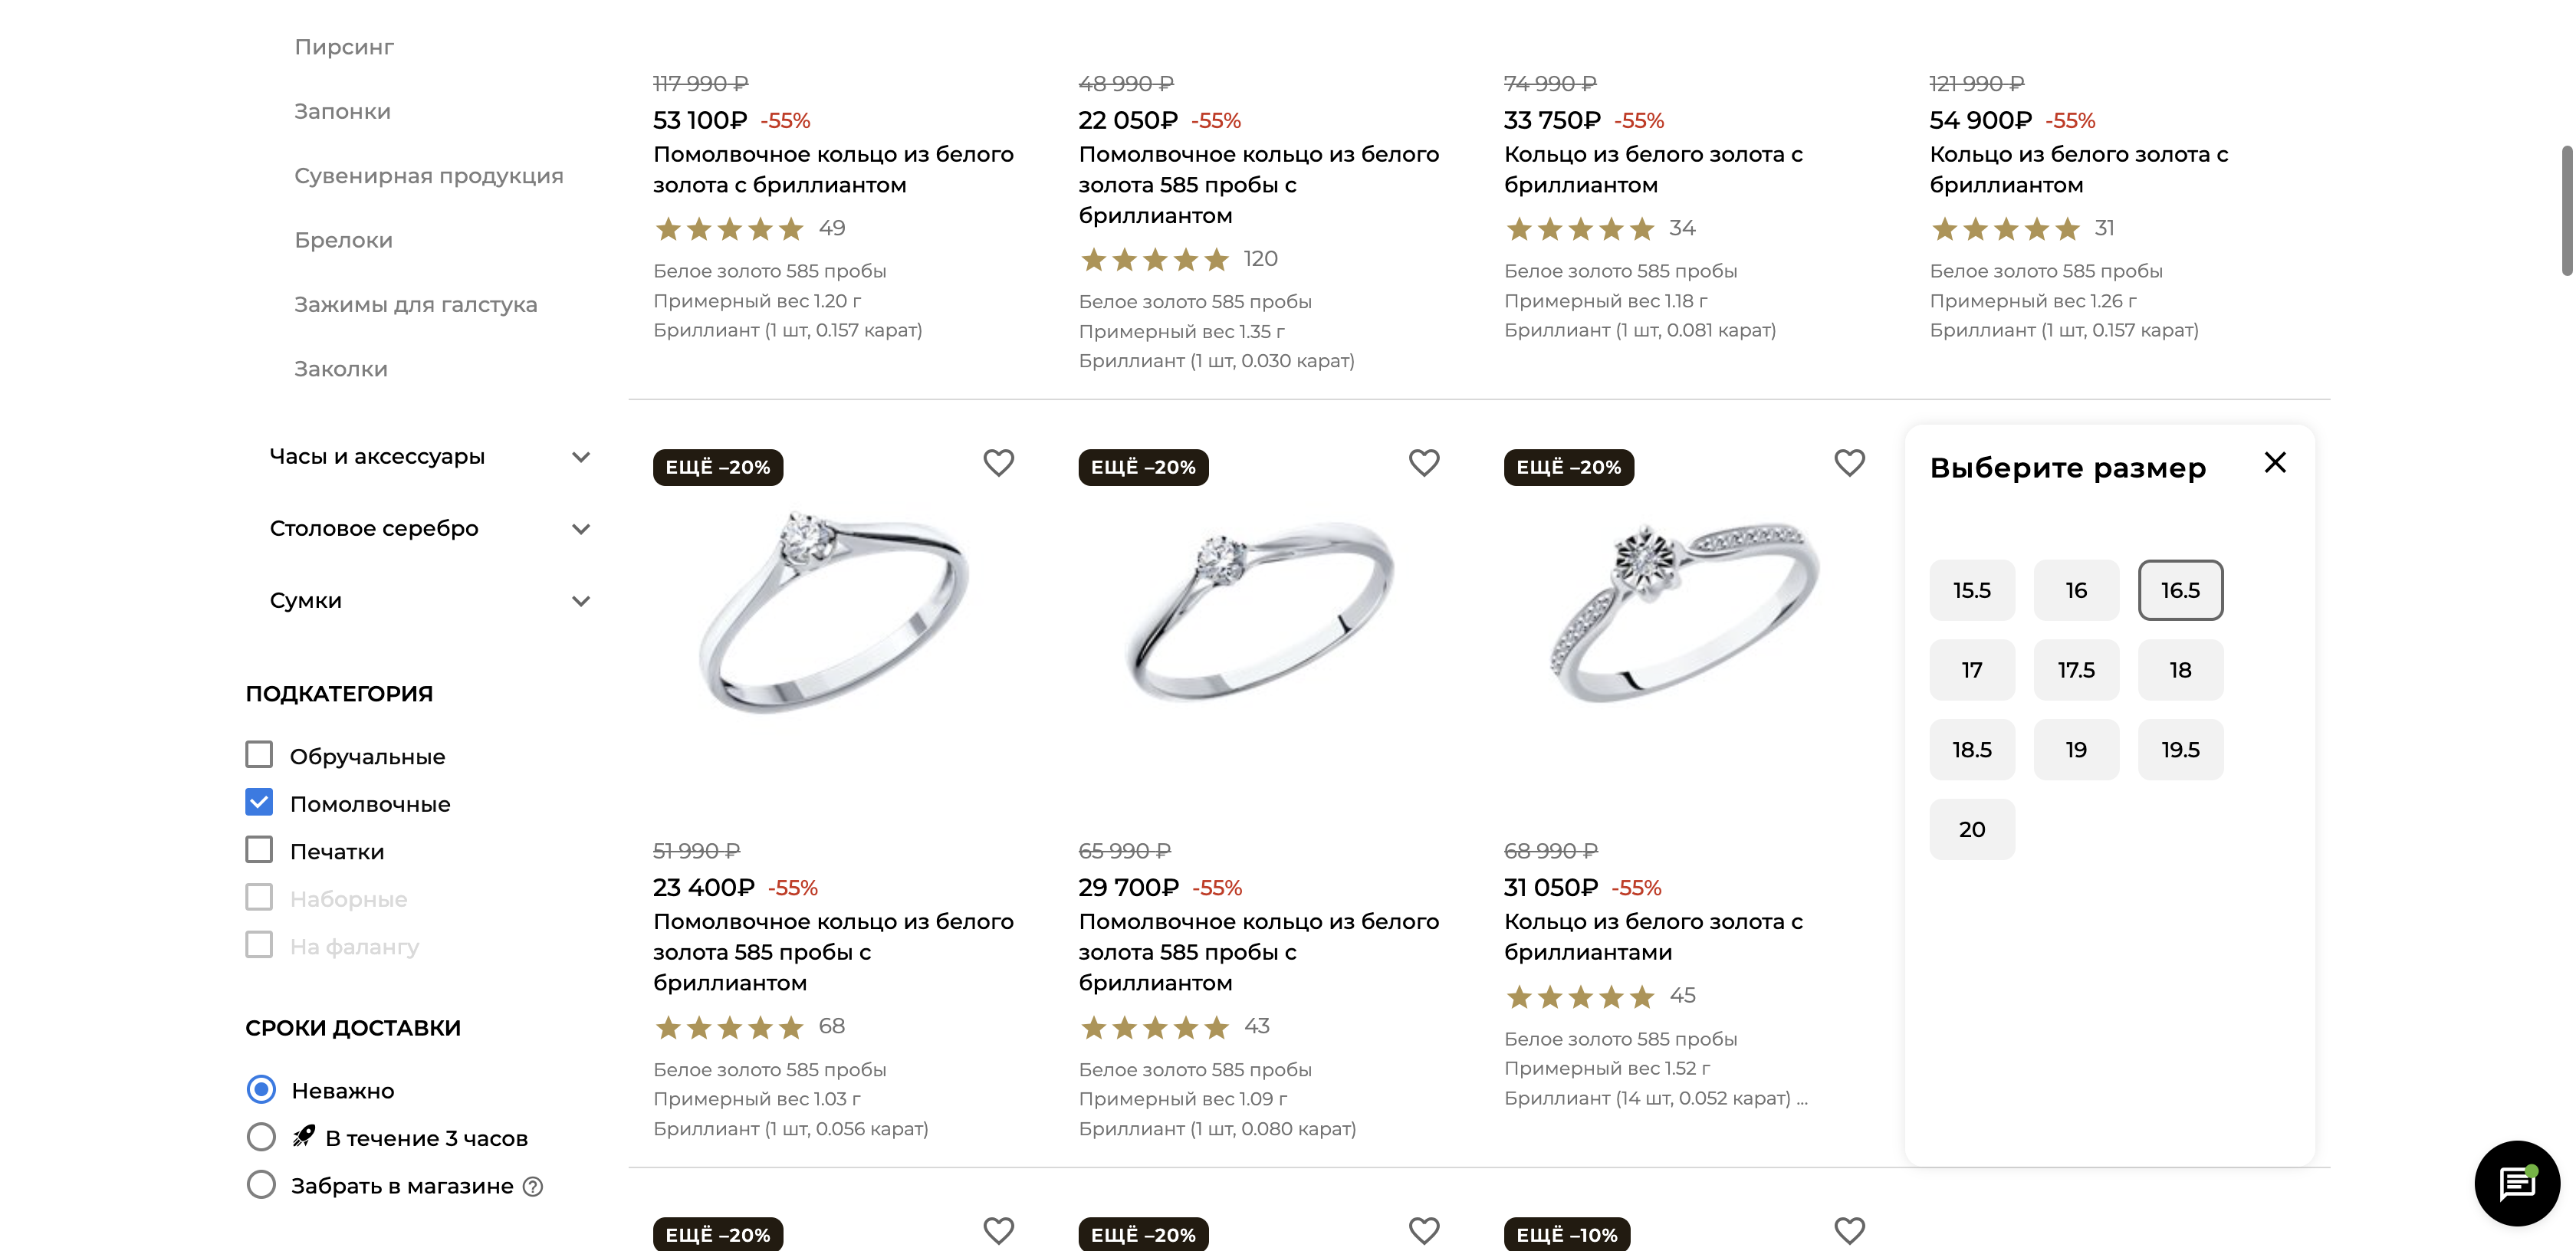 Пирсинг
Запонки
Сувенирная продукция
Брелоки
Зажимы для галстука
Заколки
Часы и аксессуары
Столовое серебро
Сумки
ПОДКАТЕГОРИЯ
Обручальные
Помолвочные
Печатки
Наборные
На фалангу
СРОКИ ДОСТАВКИ
Неважно
В течение 3 часов
Забрать в магазине ?
117 990 ₽
53 100₽ -55%
Помолвочное кольцо из белого
золота с бриллиантом
49
Белое золото 585 пробы
Примерный вес 1.20 г
Бриллиант (1 шт, 0.157 карат)
48 990 ₽
22 050₽ -55%
Помолвочное кольцо из белого
золота 585 пробы с
бриллиантом
120
Белое золото 585 пробы
Примерный вес 1.35 г
Бриллиант (1 шт, 0.030 карат)
74 990 ₽
33 750₽ -55%
Кольцо из белого золота с
бриллиантом
34
Белое золото 585 пробы
Примерный вес 1.18 г
Бриллиант (1 шт, 0.081 карат)
121 990 ₽
54 900₽ -55%
Кольцо из белого золота с
бриллиантом
31
Белое золото 585 пробы
Примерный вес 1.26 г
Бриллиант (1 шт, 0.157 карат)
ЕЩЁ –20%
51 990 ₽
23 400₽ -55%
Помолвочное кольцо из белого
золота 585 пробы с
бриллиантом
68
Белое золото 585 пробы
Примерный вес 1.03 г
Бриллиант (1 шт, 0.056 карат)
ЕЩЁ –20%
65 990 ₽
29 700₽ -55%
Помолвочное кольцо из белого
золота 585 пробы с
бриллиантом
43
Белое золото 585 пробы
Примерный вес 1.09 г
Бриллиант (1 шт, 0.080 карат)
ЕЩЁ –20%
68 990 ₽
31 050₽ -55%
Кольцо из белого золота с
бриллиантами
45
Белое золото 585 пробы
Примерный вес 1.52 г
Бриллиант (14 шт, 0.052 карат) ...
Выберите размер
15.5 16 16.5
17 17.5 18
18.5 19 19.5
20
ЕЩЁ –20%
ЕЩЁ –20%
ЕЩЁ –10%